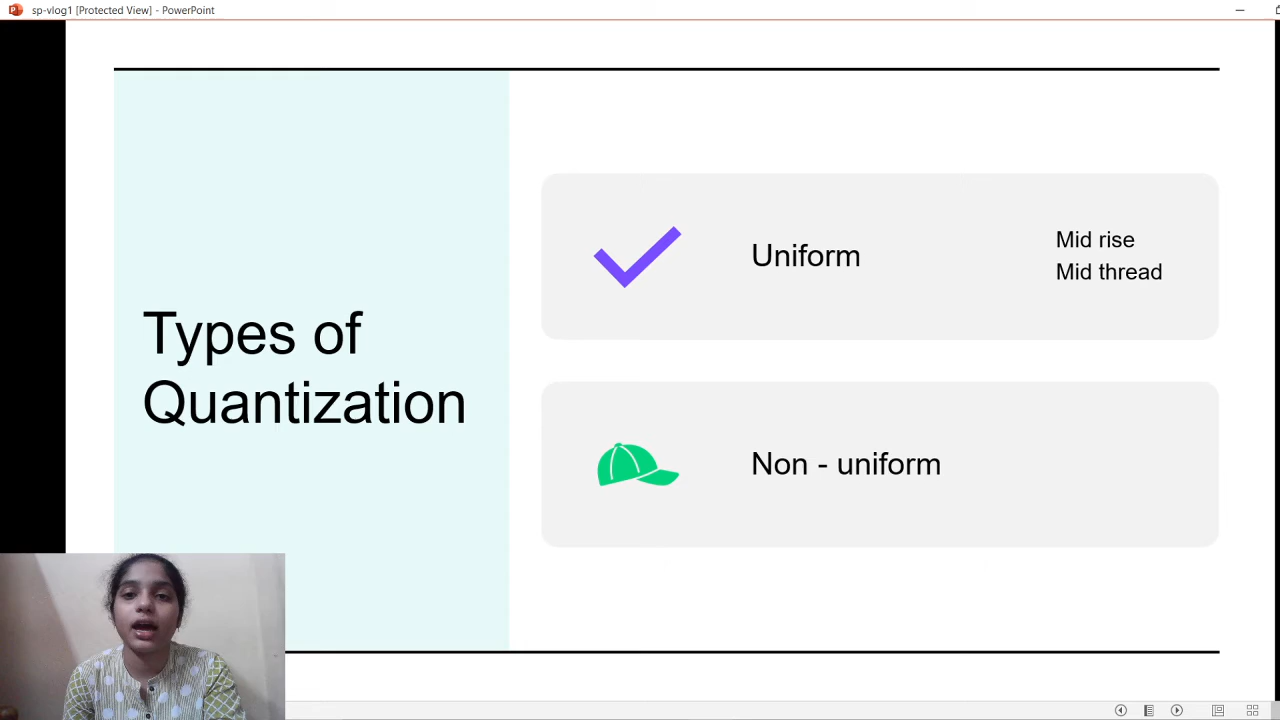 sp-vlog1 [Protected View] - PowerPoint
Types of
Quantization
Uniform
Mid rise
Mid thread
Non - uniform